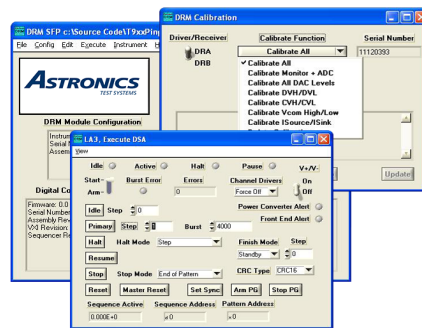 DRM SFP c:\Source Code\T9xxPin
File Config Edit Execute Instrument H
ASTRONICS
TEST SYSTEMS
DRM Module Configuration
Instrum
Serial N
Assem
Digital Co
Firmware: 0.0
Serial Number
Assembly Rev
VXI Revision:
Sequencer Re
DRM Calibration
Driver/Receiver
Calibrate Function
Serial Number
DRA
DRB
Calibrate All
11120393
Calibrate All
Calibrate Monitor + ADC
Calibrate All DAC Levels
Calibrate DVH/DVL
Calibrate CVH/CVL
Calibrate Vcom High/Low
Calibrate ISource/ISink
Update
LA3, Execute DSA
View
Idle Active Halt Pause V+/V-
Start- Burst Error Errors Channel Drivers On
Arm- 0 Force Off Off
Idle Step 0 Power Converter Alert
Front End Alert
Primary Step 0 Burst 4000
Halt Halt Mode Step Finish Mode Step
Resume Standby 0
Stop Stop Mode End of Pattern CRC Type CRC16
Reset Master Reset Set Sync Arm PG Stop PG
Sequence Active Sequence Address Pattern Address
0.000E+0 x0 x0